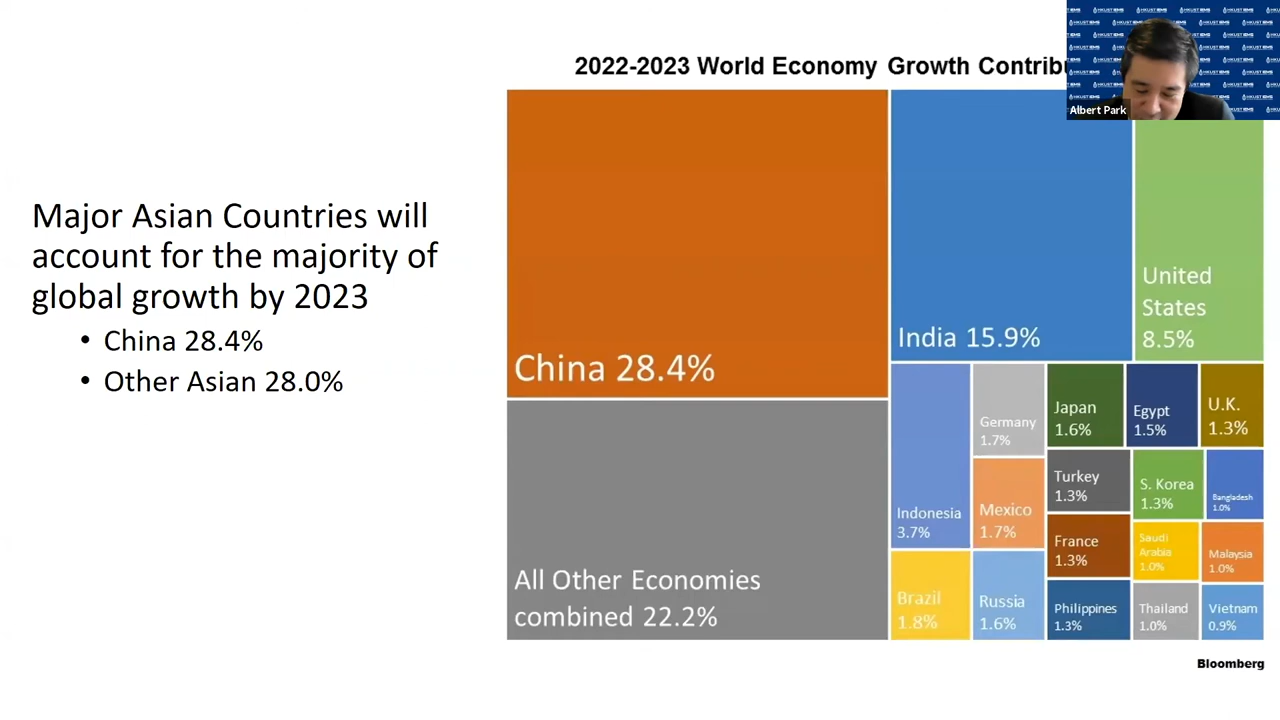 2022-2023 World Economy Growth
Albert Park
Major Asian Countries will
account for the majority of
global growth by 2023
• China 28.4%
• Other Asian 28.0%
China 28.4%
India 15.9%
United
States
8.5%
All Other Economies
combined 22.2%
Indonesia
3.7%
Germany
1.7%
Japan
1.6%
Egypt
1.5%
U.K.
1.3%
Mexico
1.7%
Turkey
1.3%
S. Korea
1.3%
Bangladesh
1.0%
France
1.3%
Saudi
Arabia
1.0%
Malaysia
1.0%
Brazil
1.8%
Russia
1.6%
Philippines
1.3%
Thailand
1.0%
Vietnam
0.9%
Bloomberg